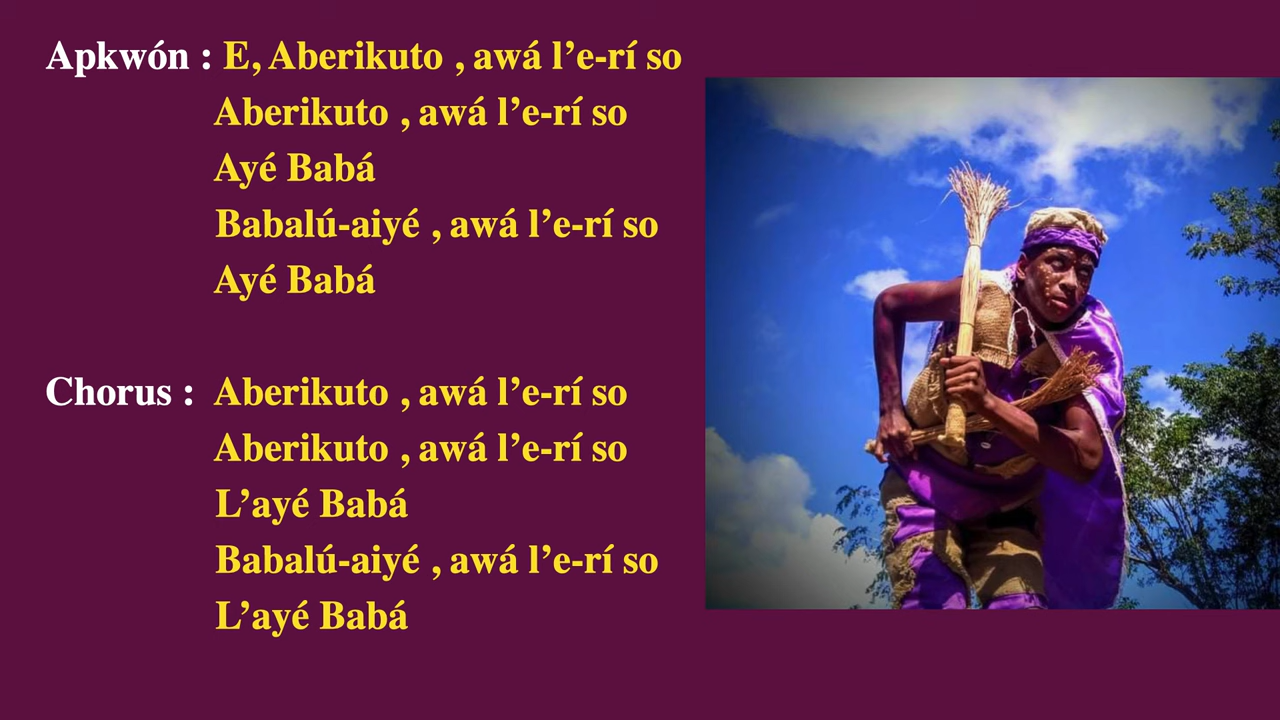 Apkwón : E, Aberikuto , awá l’e-rí so
Aberikuto , awá l’e-rí so
Ayé Babá
Babalú-aiyé , awá l’e-rí so
Ayé Babá
Chorus : Aberikuto , awá l’e-rí so
Aberikuto , awá l’e-rí so
L’ayé Babá
Babalú-aiyé , awá l’e-rí so
L’ayé Babá